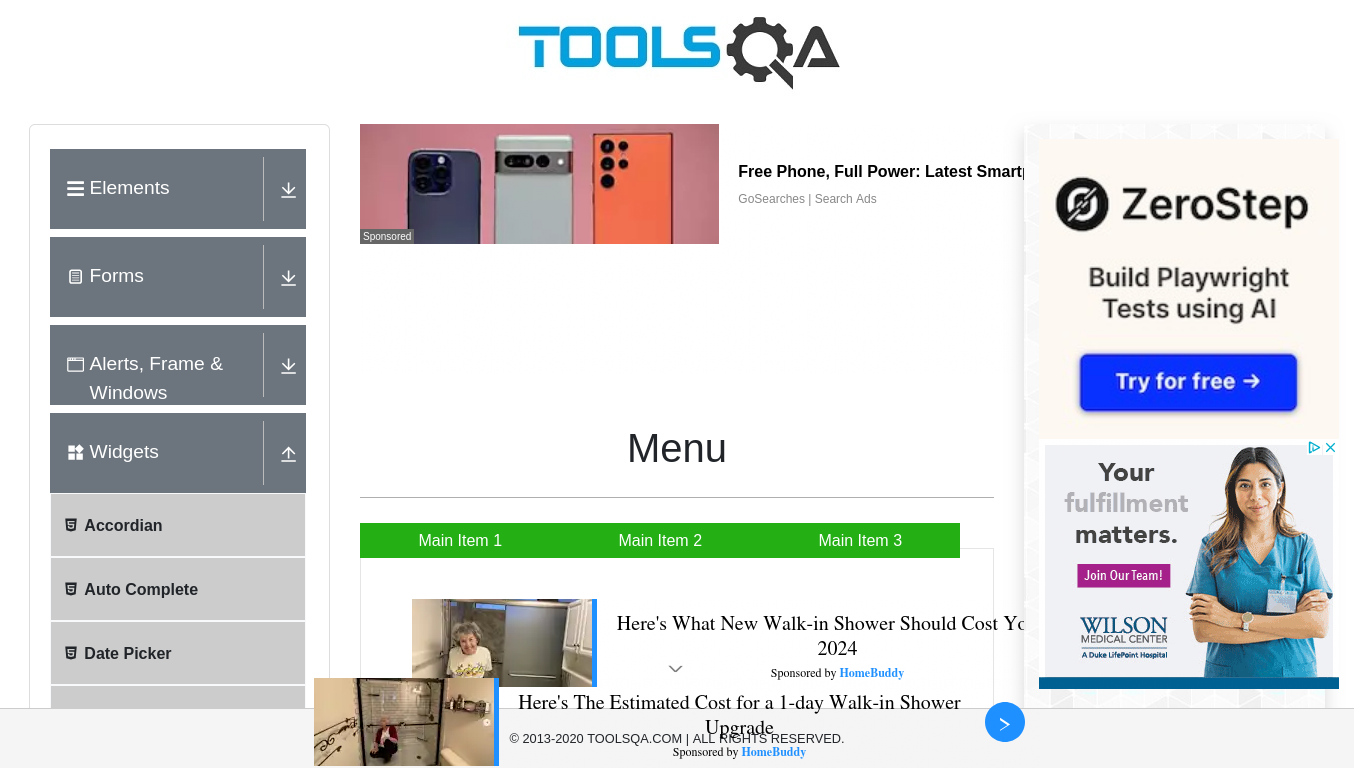 TOOLSQA
Elements
Forms
Alerts, Frame &
Windows
Widgets
Accordian
Auto Complete
Date Picker
Sponsored
Free Phone, Full Power: Latest Smart
GoSearches | Search Ads
Menu
Main Item 1
Main Item 2
Main Item 3
Here's What New Walk-in Shower Should Cost Yo
2024
Sponsored by HomeBuddy
Here's The Estimated Cost for a 1-day Walk-in Shower
Upgrade
Sponsored by HomeBuddy
© 2013-2020 TOOLSQA.COM | ALL RIGHTS RESERVED.
ZeroStep
Build Playwright
Tests using AI
Try for free →
Your
fulfillment
matters.
Join Our Team!
WILSON
MEDICAL CENTER
A Duke LifePoint Hospital